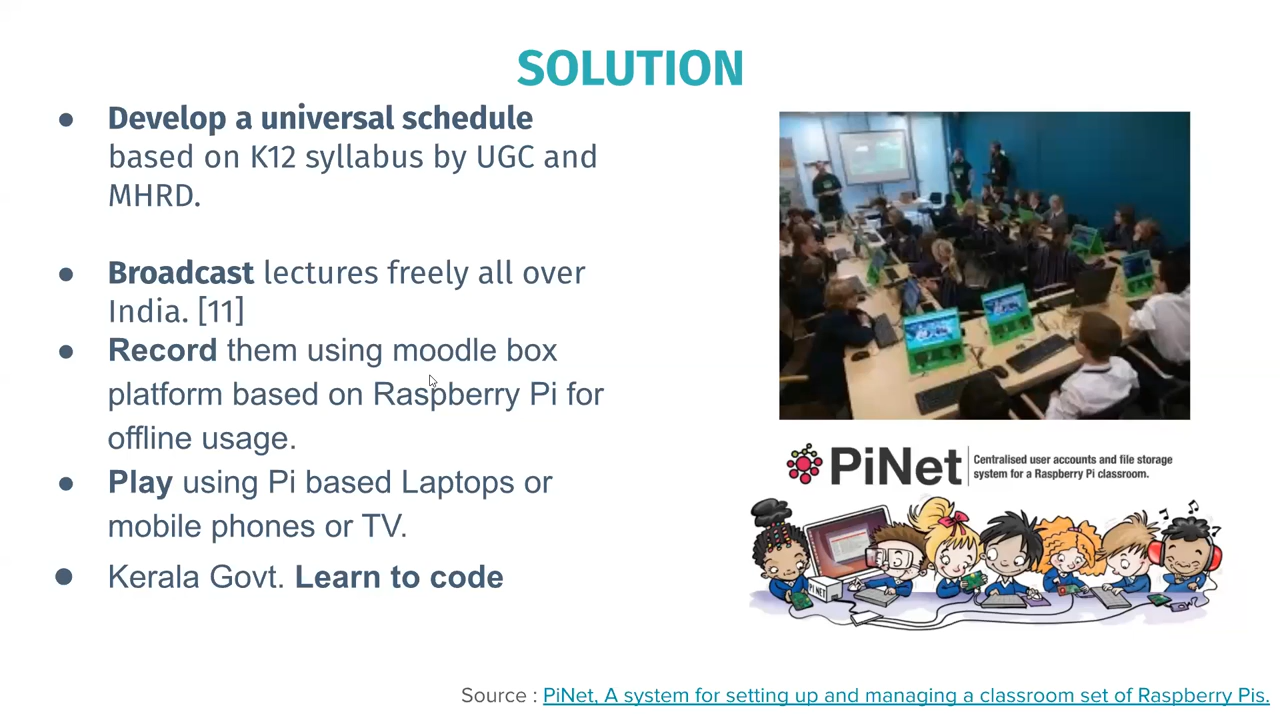 SOLUTION
● Develop a universal schedule
based on K12 syllabus by UGC and
MHRD.
● Broadcast lectures freely all over
India. [11]
● Record them using moodle box
platform based on Raspberry Pi for
offline usage.
● Play using Pi based Laptops or
mobile phones or TV.
● Kerala Govt. Learn to code
PiNet
Centralised user accounts and file storage
system for a Raspberry Pi classroom.
PI NET
Source : PiNet, A system for setting up and managing a classroom set of Raspberry Pis.